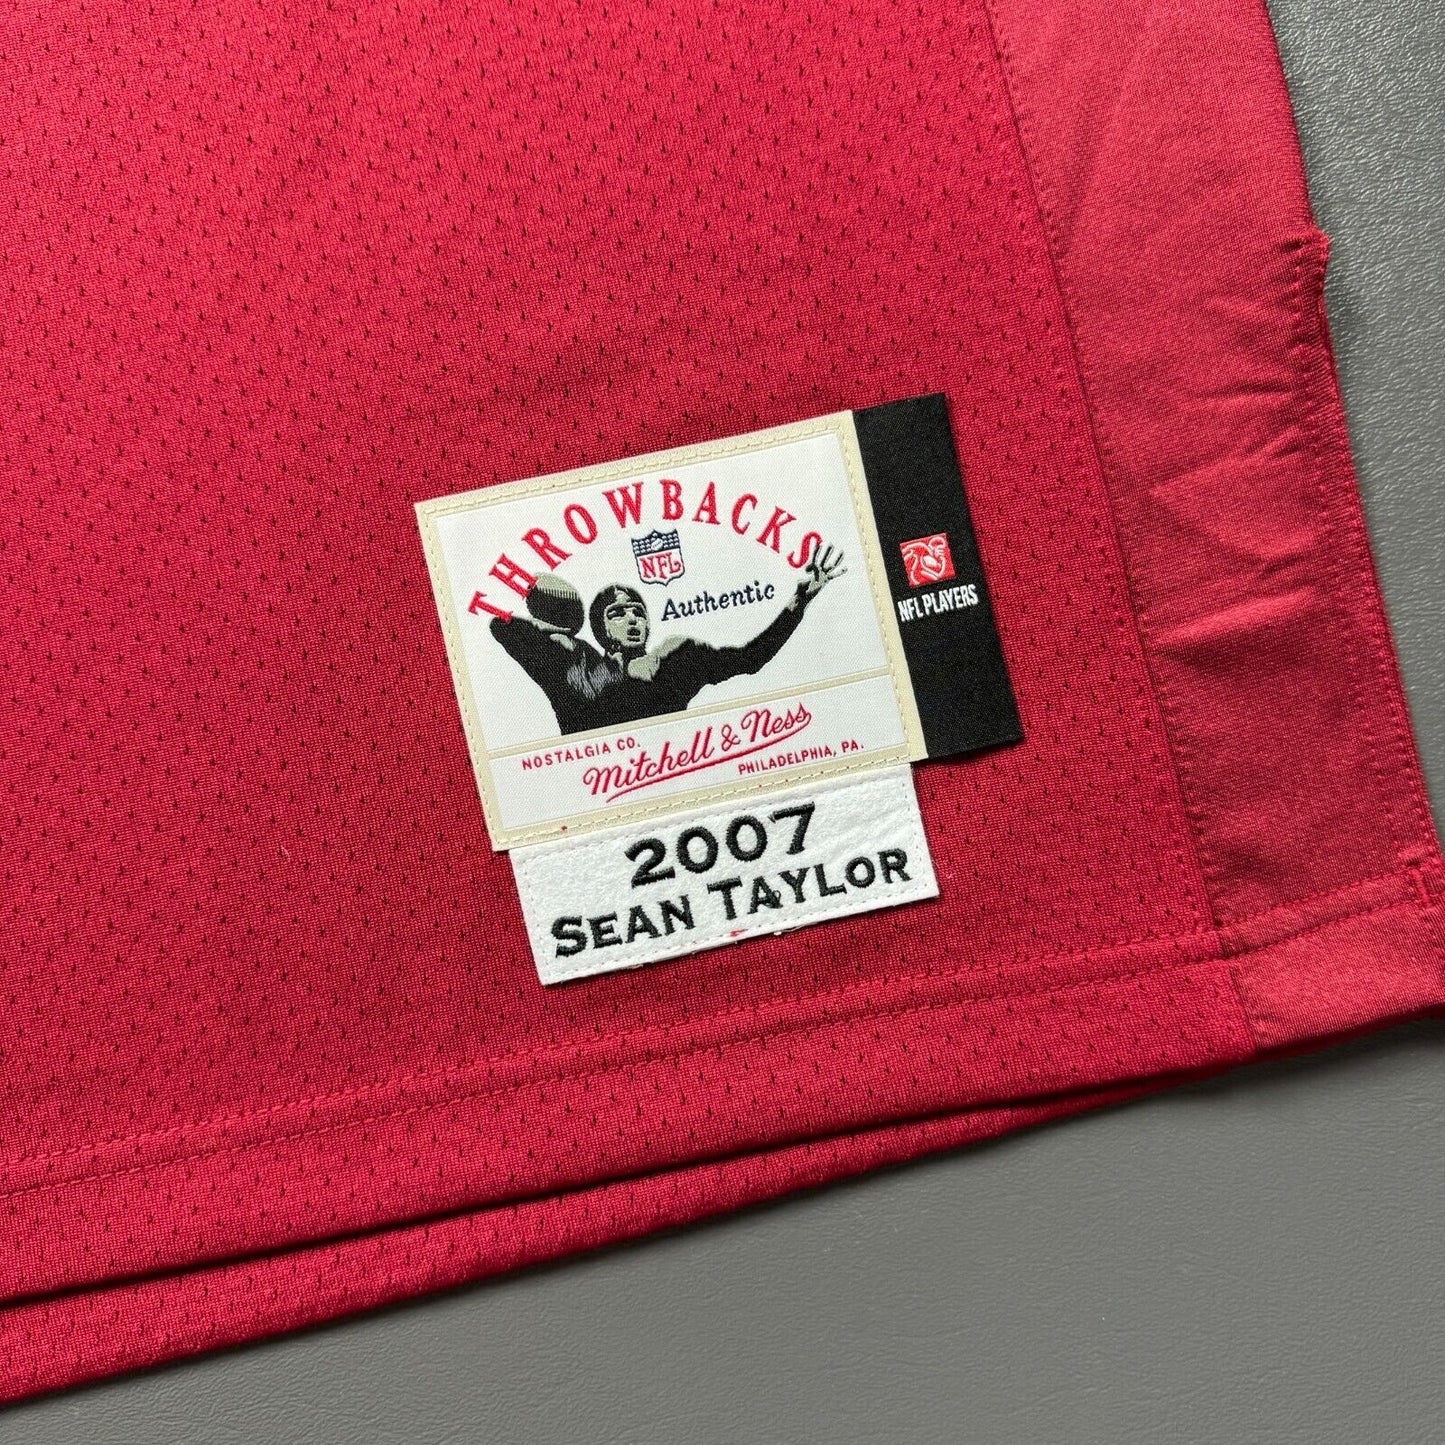 THROWBACKS
NFL
Authentic
NFL PLAYERS
NOSTALGIA CO.
Mitchell & Ness
PHILADELPHIA, PA.
2007
SEAN TAYLOR